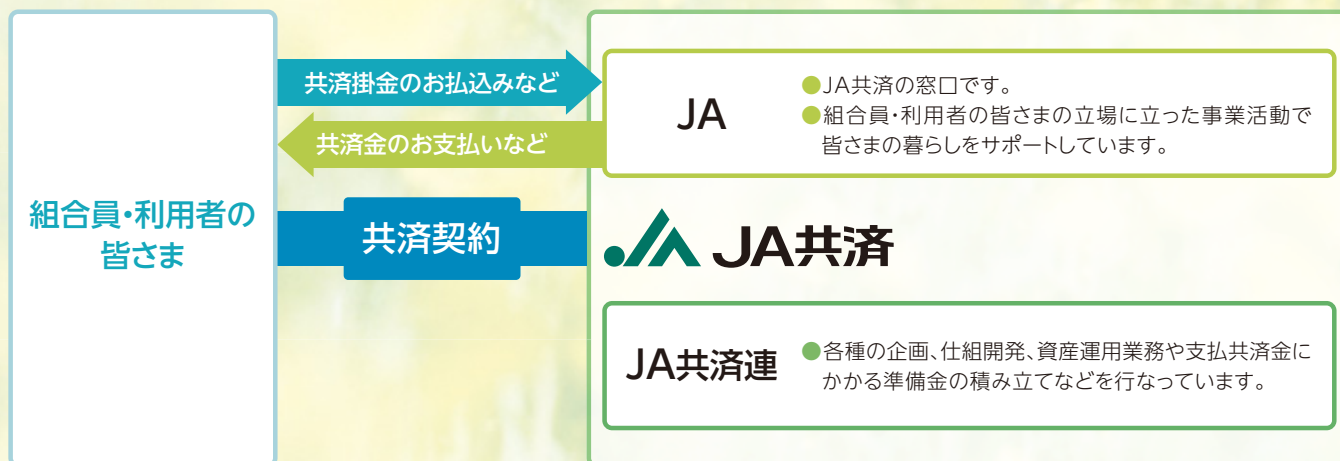 組合員・利用者の
皆さま
共済掛金のお払込みなど
共済金のお支払いなど
共済契約
JA
●JA共済の窓口です。
●組合員・利用者の皆さまの立場に立った事業活動で
皆さまの暮らしをサポートしています。
JA共済
JA共済連
●各種の企画、仕組開発、資産運用業務や支払共済金に
かかる準備金の積み立てなどを行なっています。